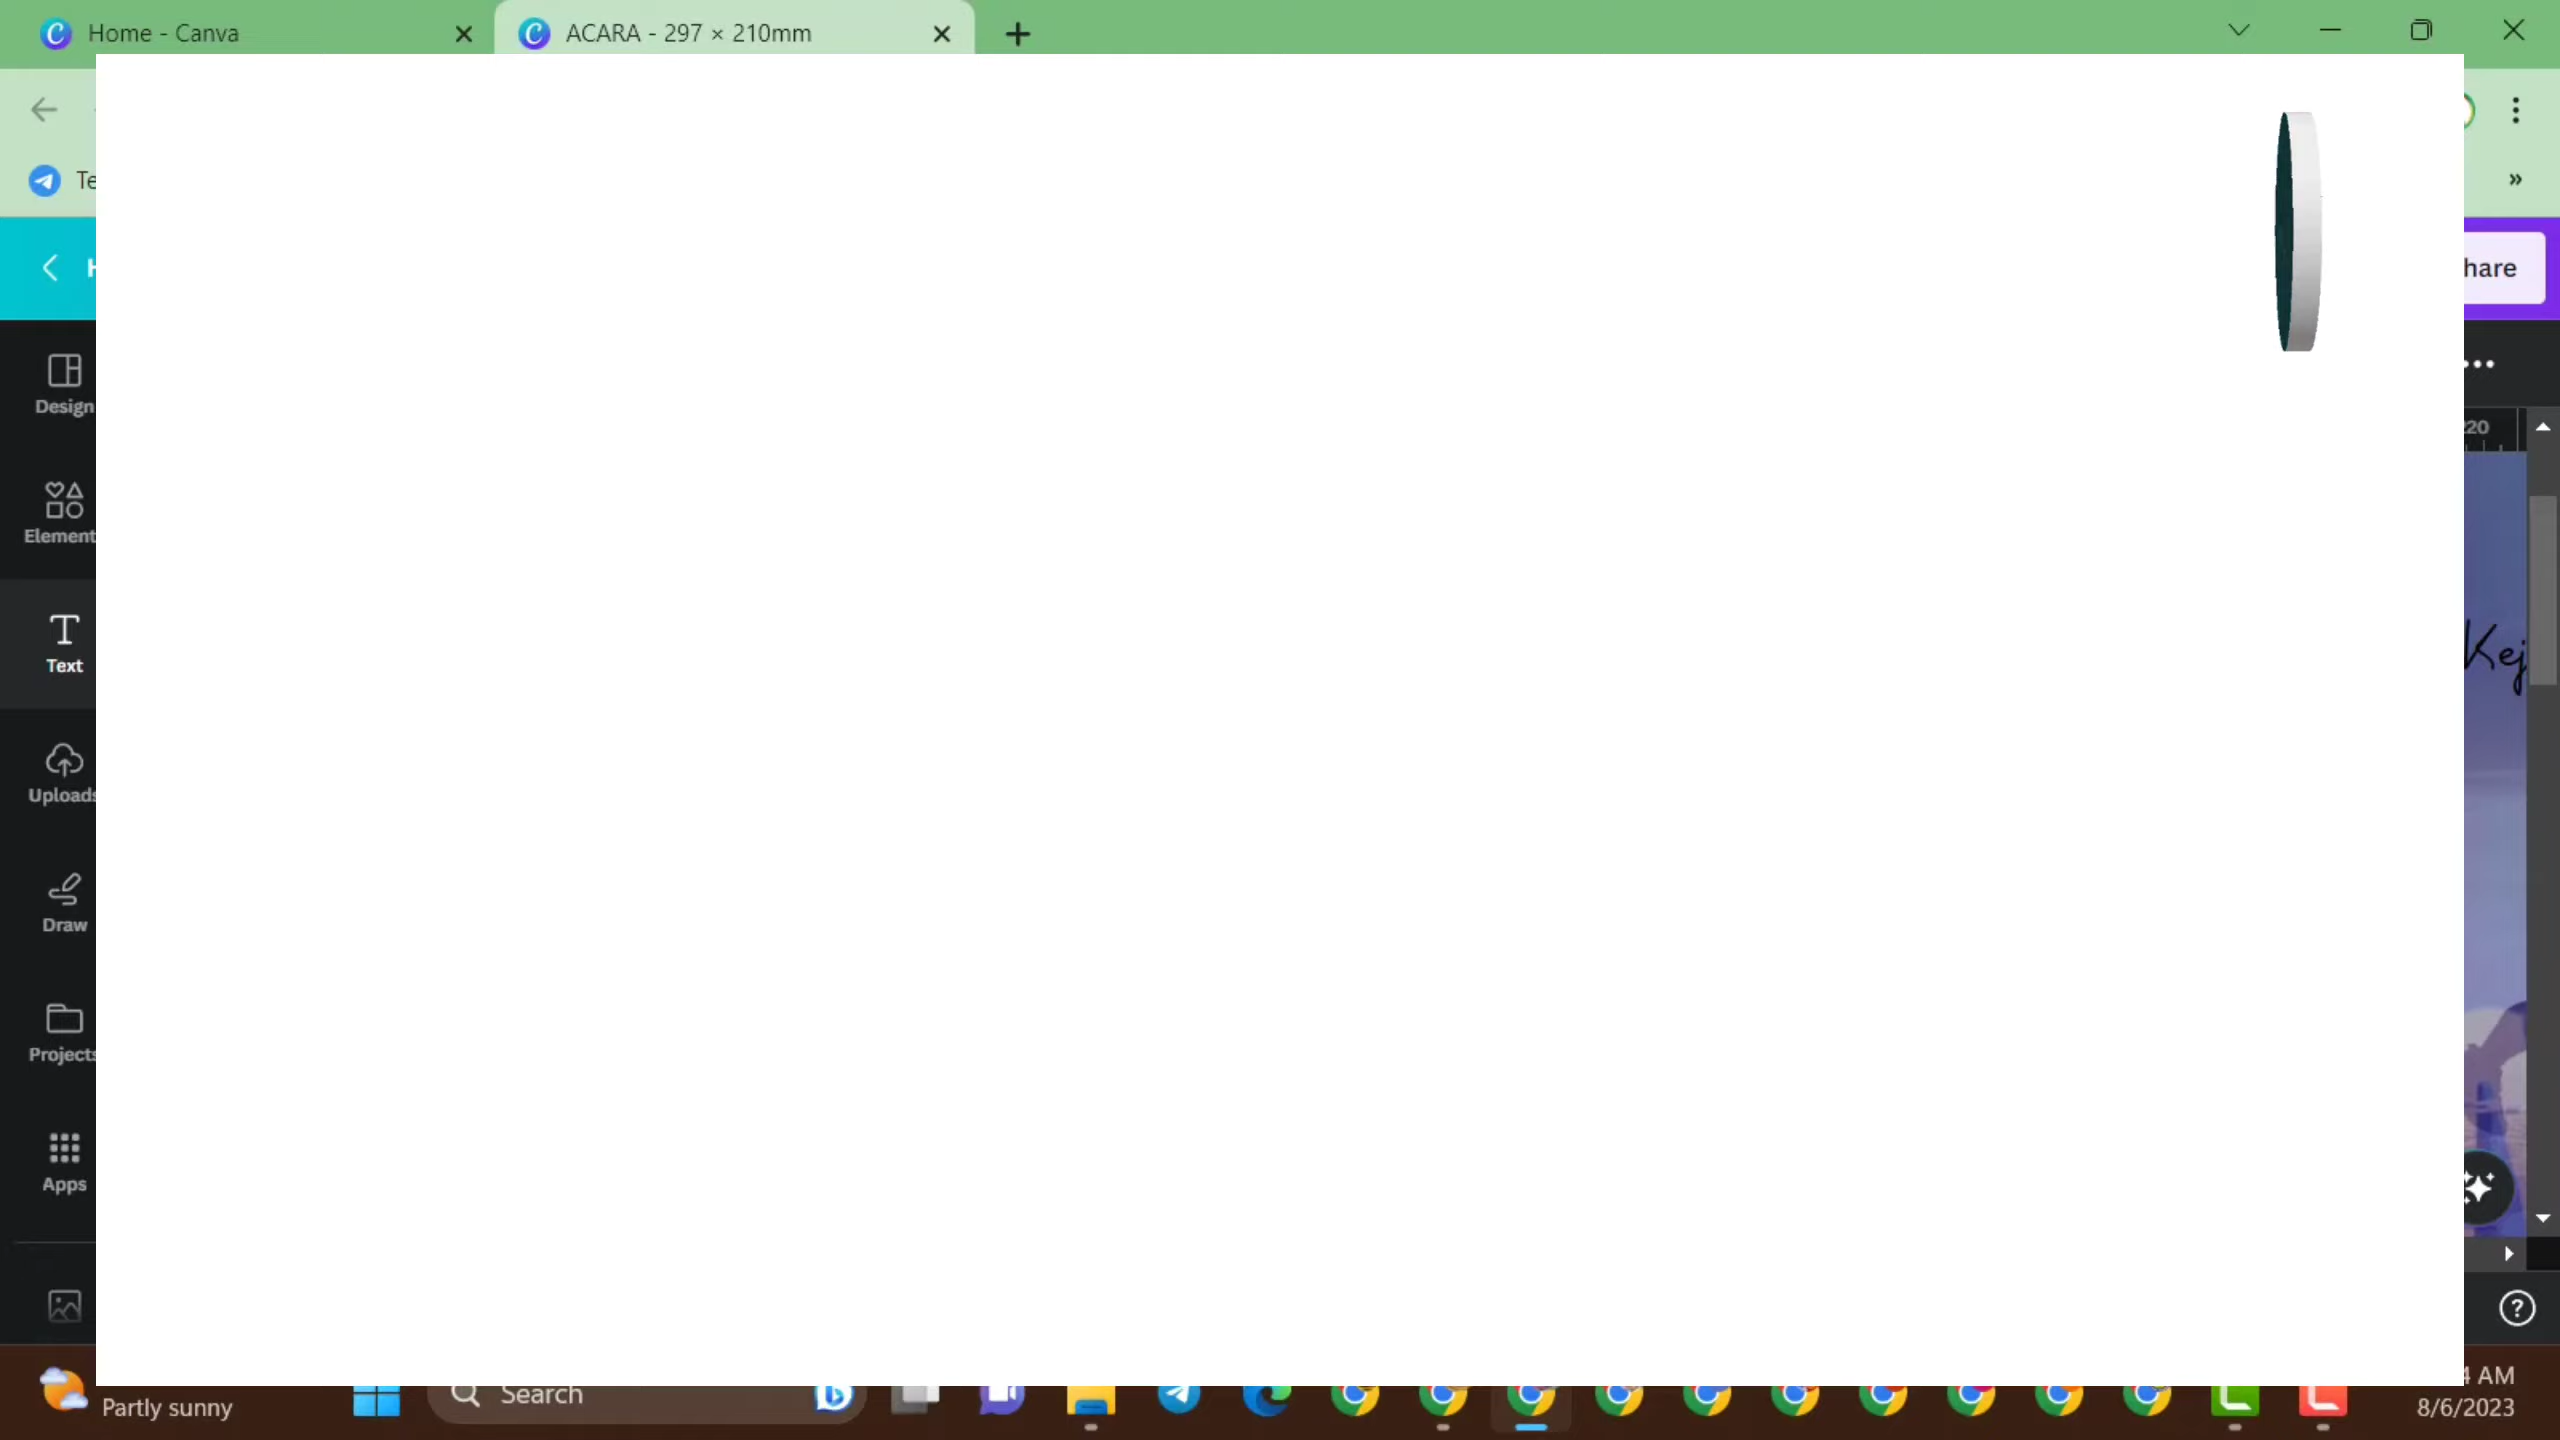 Home - Canva
ACARA - 297 × 210mm
Te
hare
Design
20
Element
Text
Kej
Uploads
Draw
Projects
Apps
Partly sunny
Search
4 AM
8/6/2023